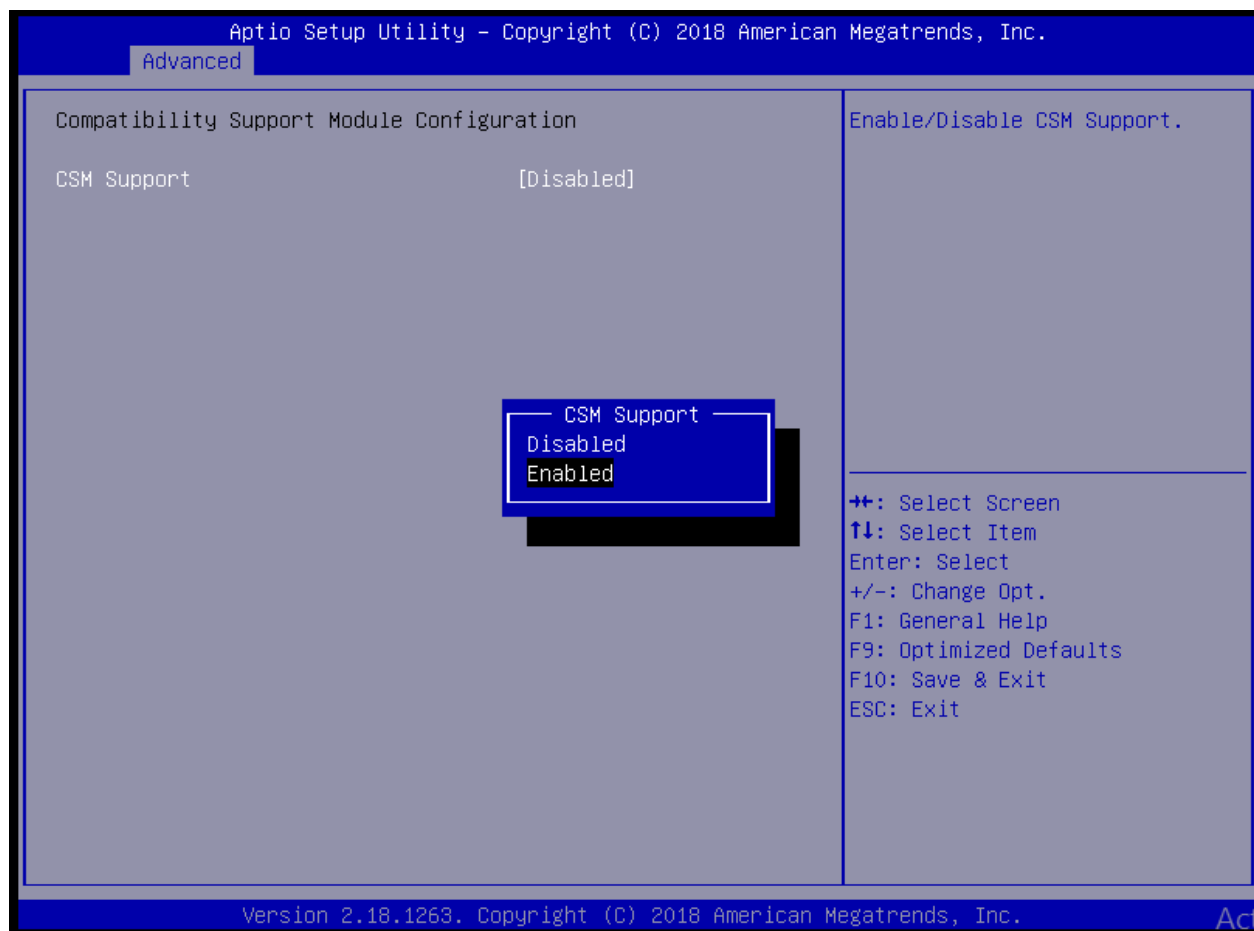 Aptio Setup Utility – Copyright (C) 2018 American Megatrends, Inc.
Advanced
Compatibility Support Module Configuration
CSM Support [Disabled]
CSM Support
Disabled
Enabled
Enable/Disable CSM Support.
→←: Select Screen
↑↓: Select Item
Enter: Select
+/-: Change Opt.
F1: General Help
F9: Optimized Defaults
F10: Save & Exit
ESC: Exit
Version 2.18.1263. Copyright (C) 2018 American Megatrends, Inc.